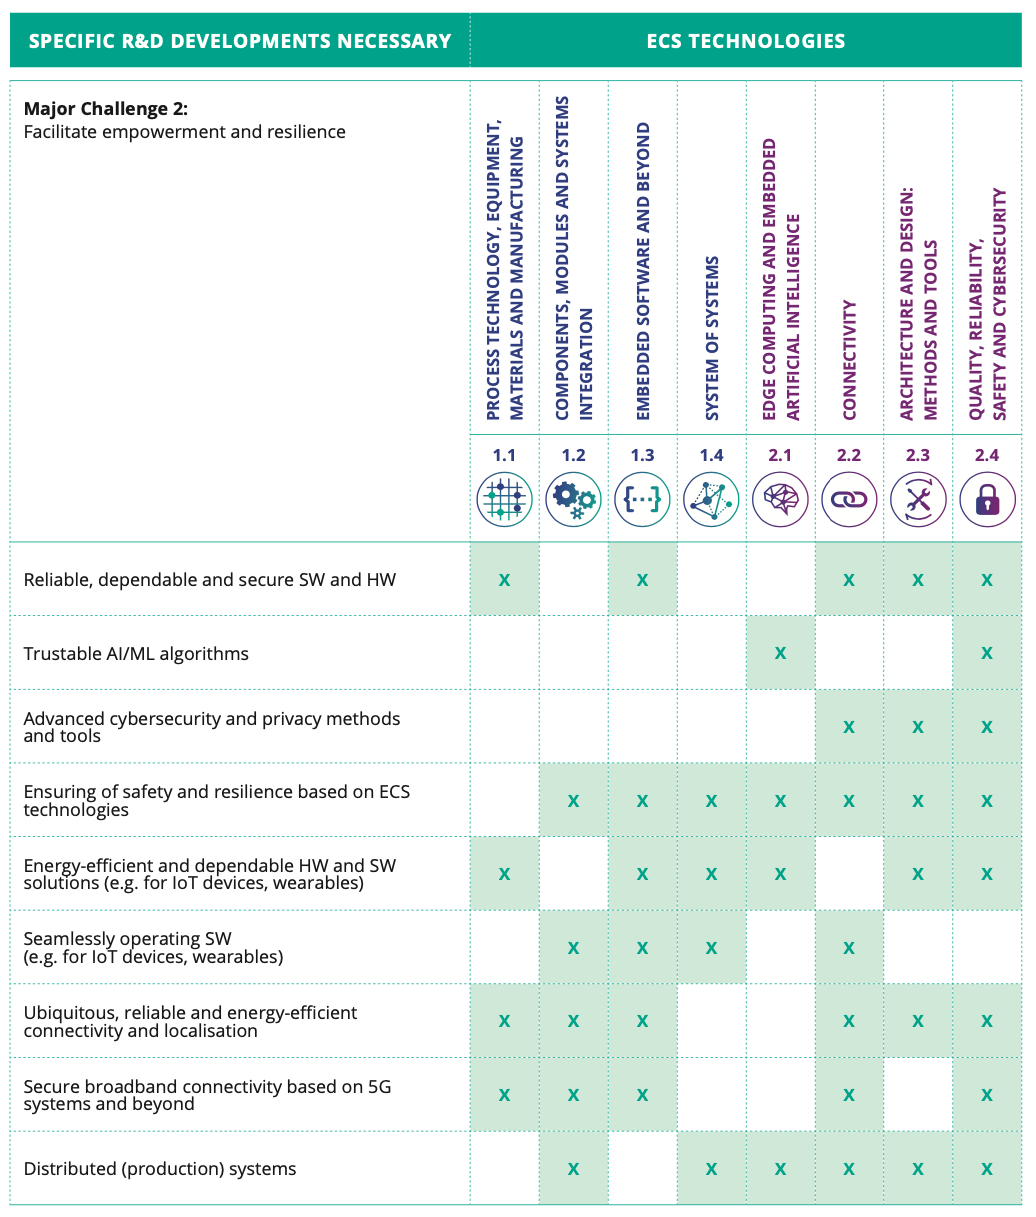 SPECIFIC R&D DEVELOPMENTS NECESSARY
ECS TECHNOLOGIES
Major Challenge 2:
Facilitate empowerment and resilience
PROCESS TECHNOLOGY, EQUIPMENT,
MATERIALS AND MANUFACTURING
COMPONENTS, MODULES AND SYSTEMS
INTEGRATION
EMBEDDED SOFTWARE AND BEYOND
SYSTEM OF SYSTEMS
EDGE COMPUTING AND EMBEDDED
ARTIFICIAL INTELLIGENCE
CONNECTIVITY
ARCHITECTURE AND DESIGN:
METHODS AND TOOLS
QUALITY, RELIABILITY,
SAFETY AND CYBERSECURITY
1.1 1.2 1.3 1.4 2.1 2.2 2.3 2.4
Reliable, dependable and secure SW and HW X X X X X
Trustable AI/ML algorithms X X
Advanced cybersecurity and privacy methods
and tools X X X
Ensuring of safety and resilience based on ECS
technologies X X X X X X X
Energy-efficient and dependable HW and SW
solutions (e.g. for IoT devices, wearables) X X X X X X
Seamlessly operating SW
(e.g. for IoT devices, wearables) X X X X
Ubiquitous, reliable and energy-efficient
connectivity and localisation X X X X X X
Secure broadband connectivity based on 5G
systems and beyond X X X X X
Distributed (production) systems X X X X X X